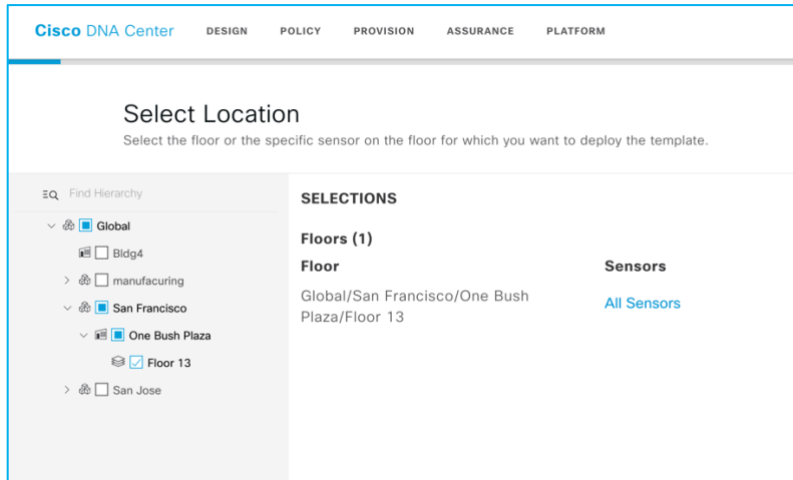 Cisco DNA Center DESIGN POLICY PROVISION ASSURANCE PLATFORM
Select Location
Select the floor or the specific sensor on the floor for which you want to deploy the template.
Find Hierarchy
Global
Bldg4
manufacuring
San Francisco
One Bush Plaza
Floor 13
San Jose
SELECTIONS
Floors (1)
Floor Sensors
Global/San Francisco/One Bush All Sensors
Plaza/Floor 13